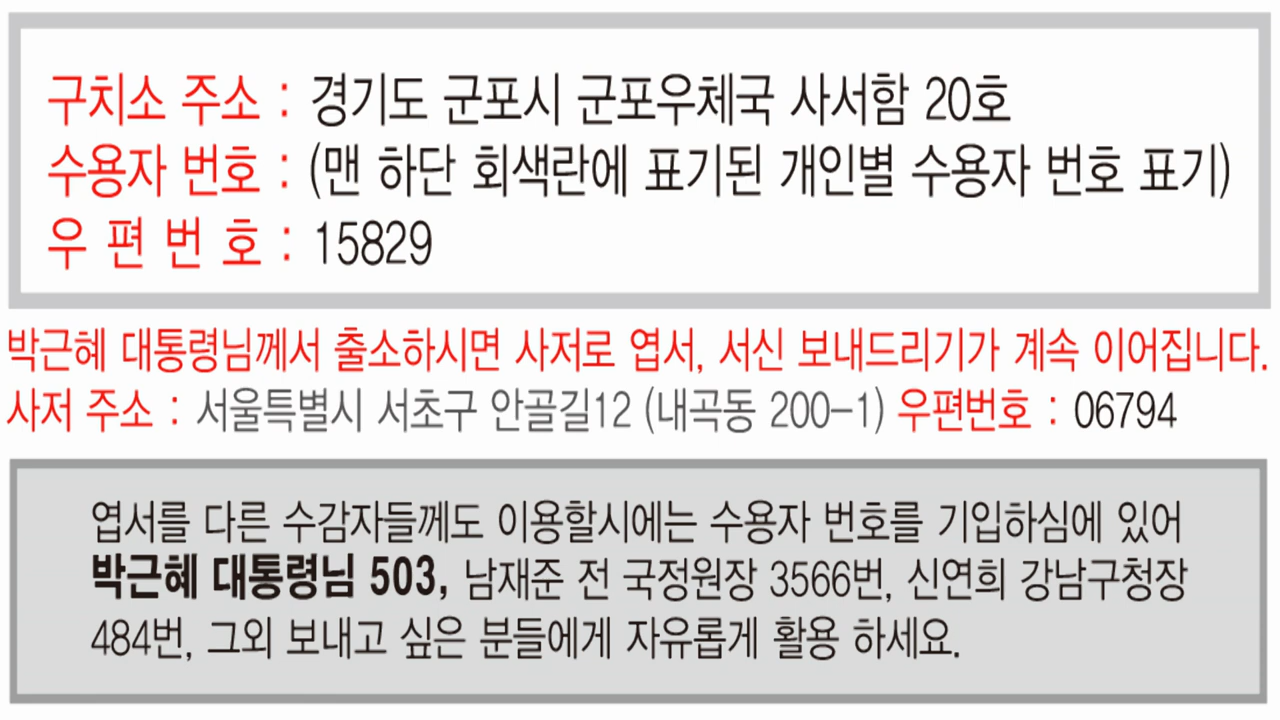 구치소 주소 : 경기도 군포시 군포우체국 사서함 20호
수용자 번호 : (맨 하단 회색란에 표기된 개인별 수용자 번호 표기)
우 편 번 호 : 15829
박근혜 대통령님께서 출소하시면 사저로 엽서, 서신 보내드리기가 계속 이어집니다.
사저 주소 : 서울특별시 서초구 안골길12 (내곡동 200-1) 우편번호 : 06794
엽서를 다른 수감자들께도 이용할시에는 수용자 번호를 기입하심에 있어
박근혜 대통령님 503, 남재준 전 국정원장 3566번, 신연희 강남구청장
484번, 그외 보내고 싶은 분들에게 자유롭게 활용 하세요.